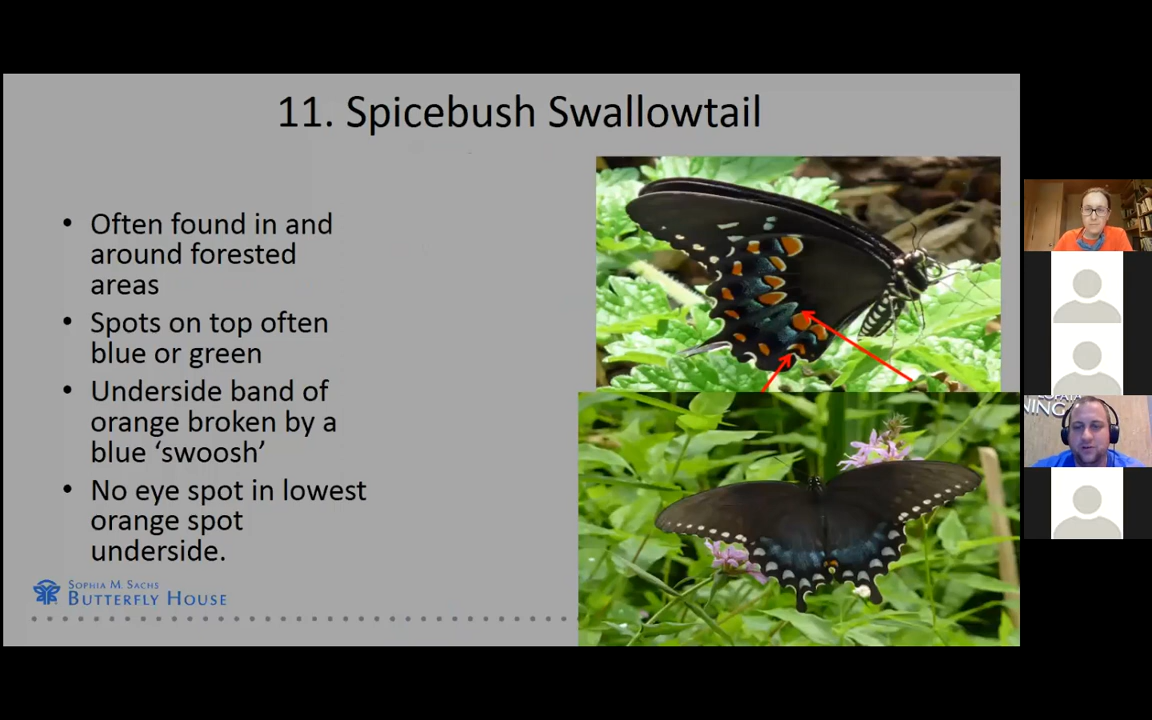 11. Spicebush Swallowtail
• Often found in and
around forested
areas
• Spots on top often
blue or green
• Underside band of
orange broken by a
blue ‘swoosh’
• No eye spot in lowest
orange spot
underside.
SOPHIA M. SACHS
BUTTERFLY HOUSE